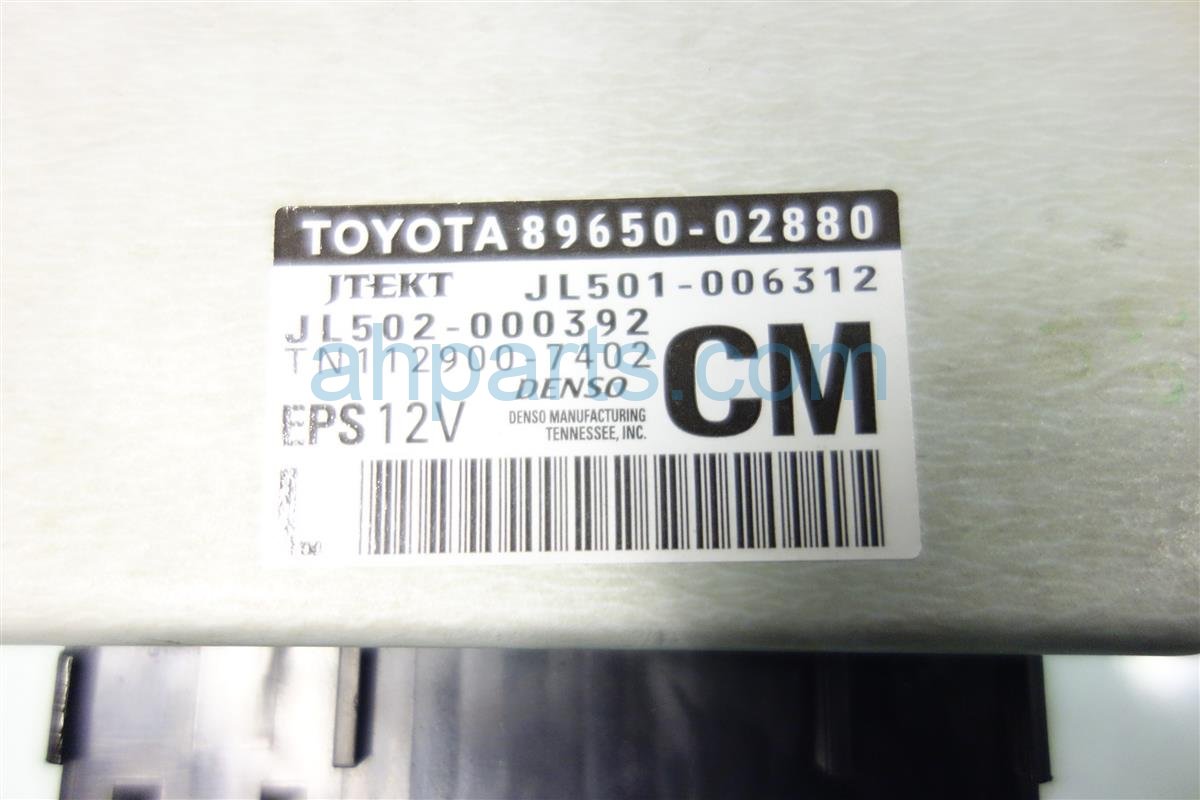 TOYOTA 89650-02880
JTEKT JL501-006312
JL502-000392
TN112900-7402
DENSO
CM
EPS 12V
DENSO MANUFACTURING
TENNESSEE, INC.
ahparts.com